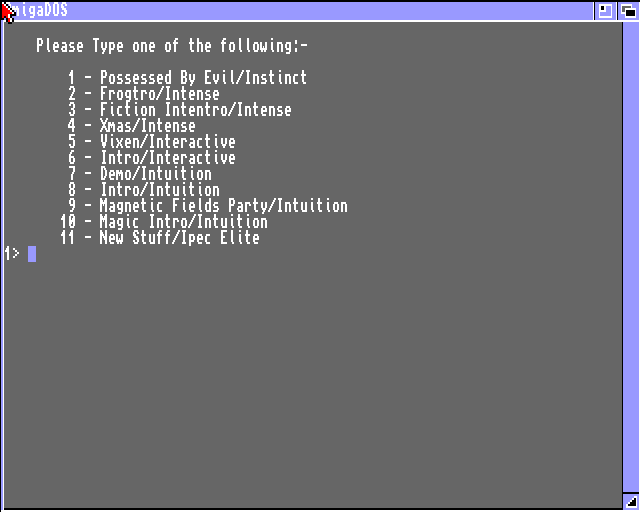 migaDOS
Please Type one of the following:-
1 - Possessed By Evil/Instinct
2 - Frogtro/Intense
3 - Fiction Intentro/Intense
4 - Xmas/Intense
5 - Vixen/Interactive
6 - Intro/Interactive
7 - Demo/Intuition
8 - Intro/Intuition
9 - Magnetic Fields Party/Intuition
10 - Magic Intro/Intuition
11 - New Stuff/Ipec Elite
1>